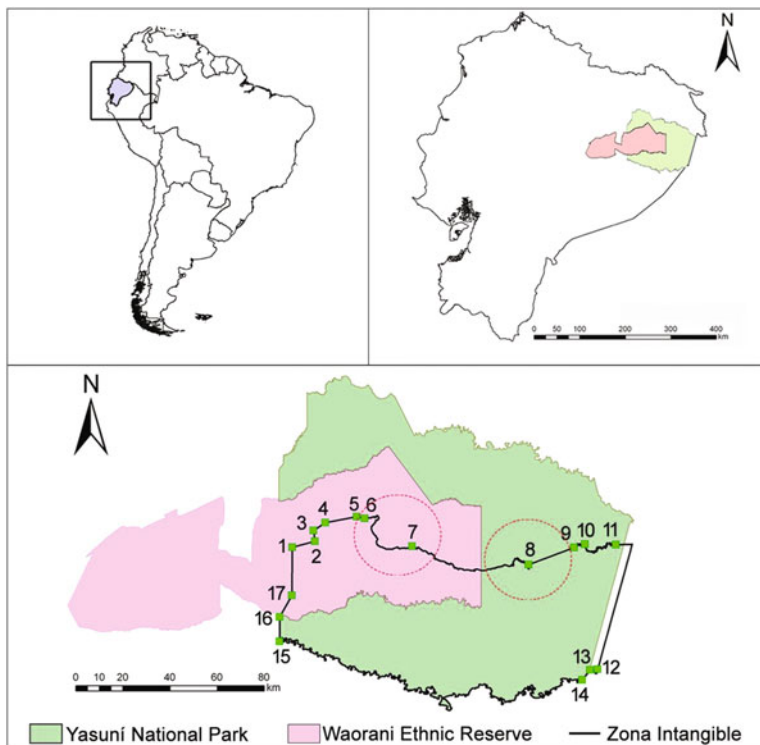 N
0 50 100 200 300 400
km
N
5 6
4
3
1
2
7
8
9 10 11
17
16
15
13 12
14
0 10 20 40 60 80
km
Yasuní National Park Waorani Ethnic Reserve Zona Intangible